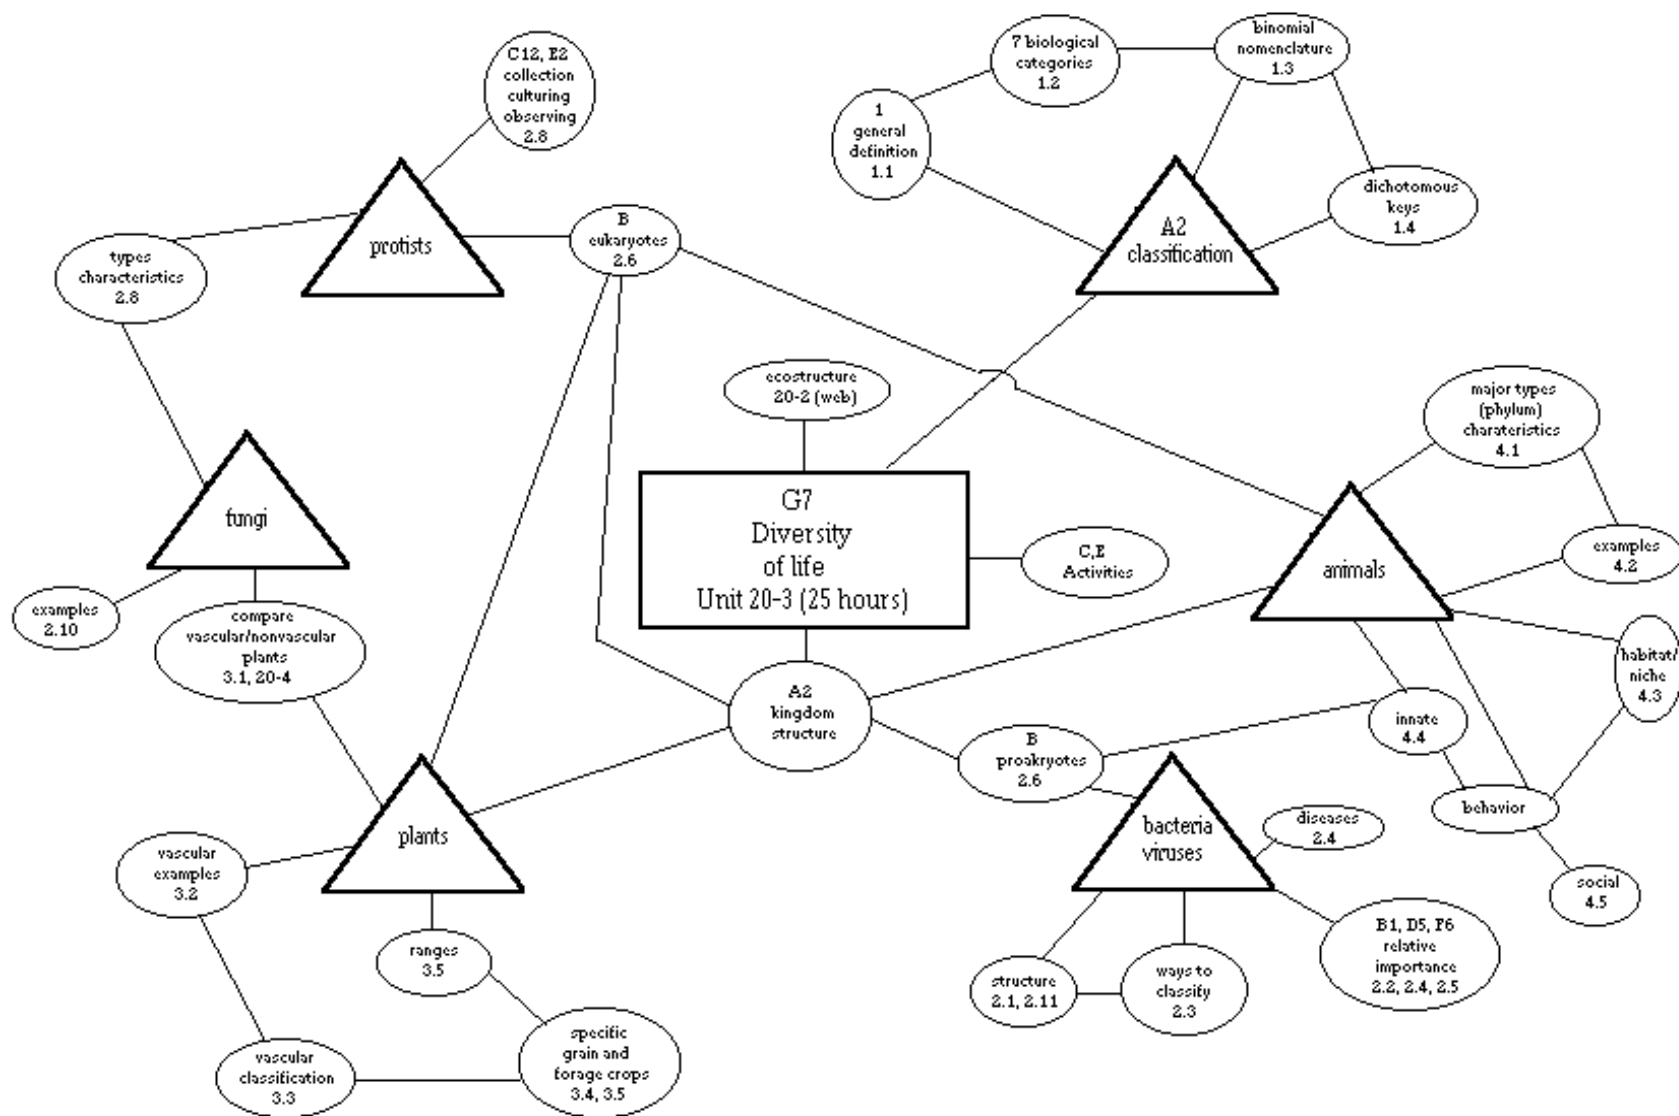 C12, E2
collection
culturing
observing
2.8
7 biological
categories
1.2
binomial
nomenclature
1.3
1
general
definition
1.1
dichotomous
keys
1.4
A2
classification
protists
B
eukaryotes
2.6
types
characteristics
2.8
ecostructure
20-2 (web)
major types
(phylum)
charateristics
4.1
fungi
G7
Diversity
of life
Unit 20-3 (25 hours)
C,E
Activities
animals
examples
4.2
examples
2.10
compare
vascular/nonvascular
plants
3.1, 20-4
habitat/
niche
4.3
A2
kingdom
structure
innate
4.4
B
proakryotes
2.6
behavior
plants
bacteria
viruses
diseases
2.4
vascular
examples
3.2
social
4.5
ranges
3.5
structure
2.1, 2.11
ways to
classify
2.3
B1, D5, F6
relative
importance
2.2, 2.4, 2.5
vascular
classification
3.3
specific
grain and
forage crops
3.4, 3.5